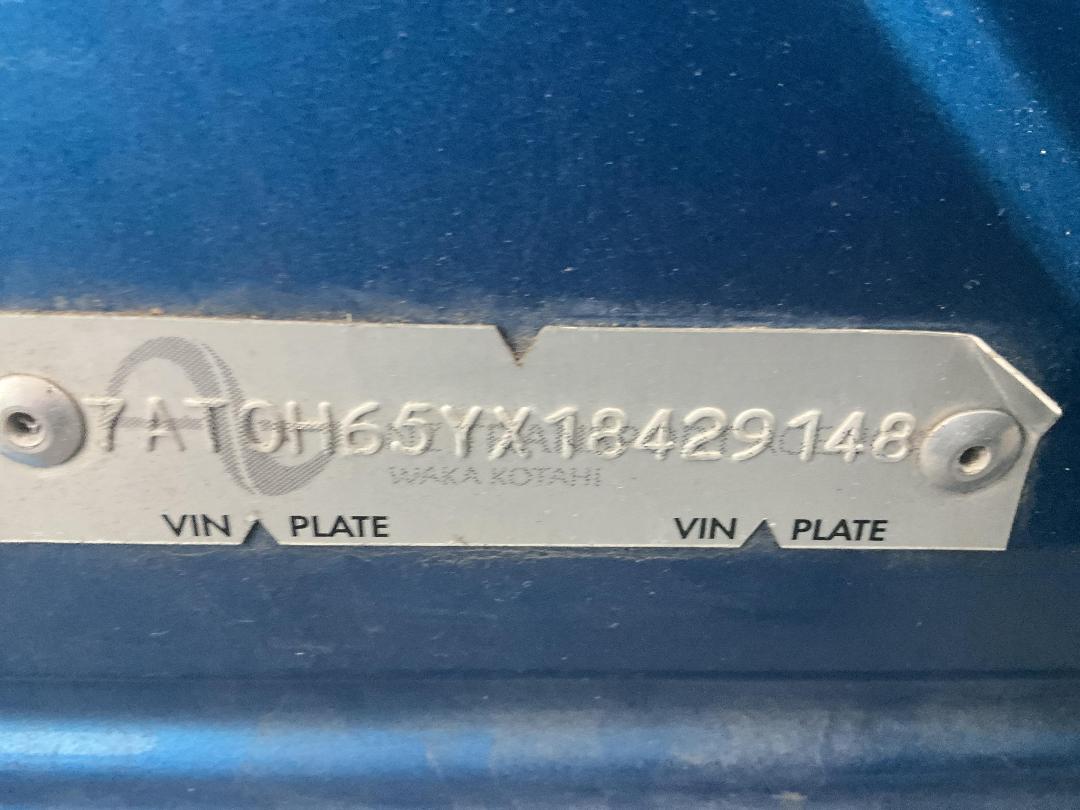 7AT0H65YX18429148
WAKA KOTAHI
VIN PLATE VIN PLATE